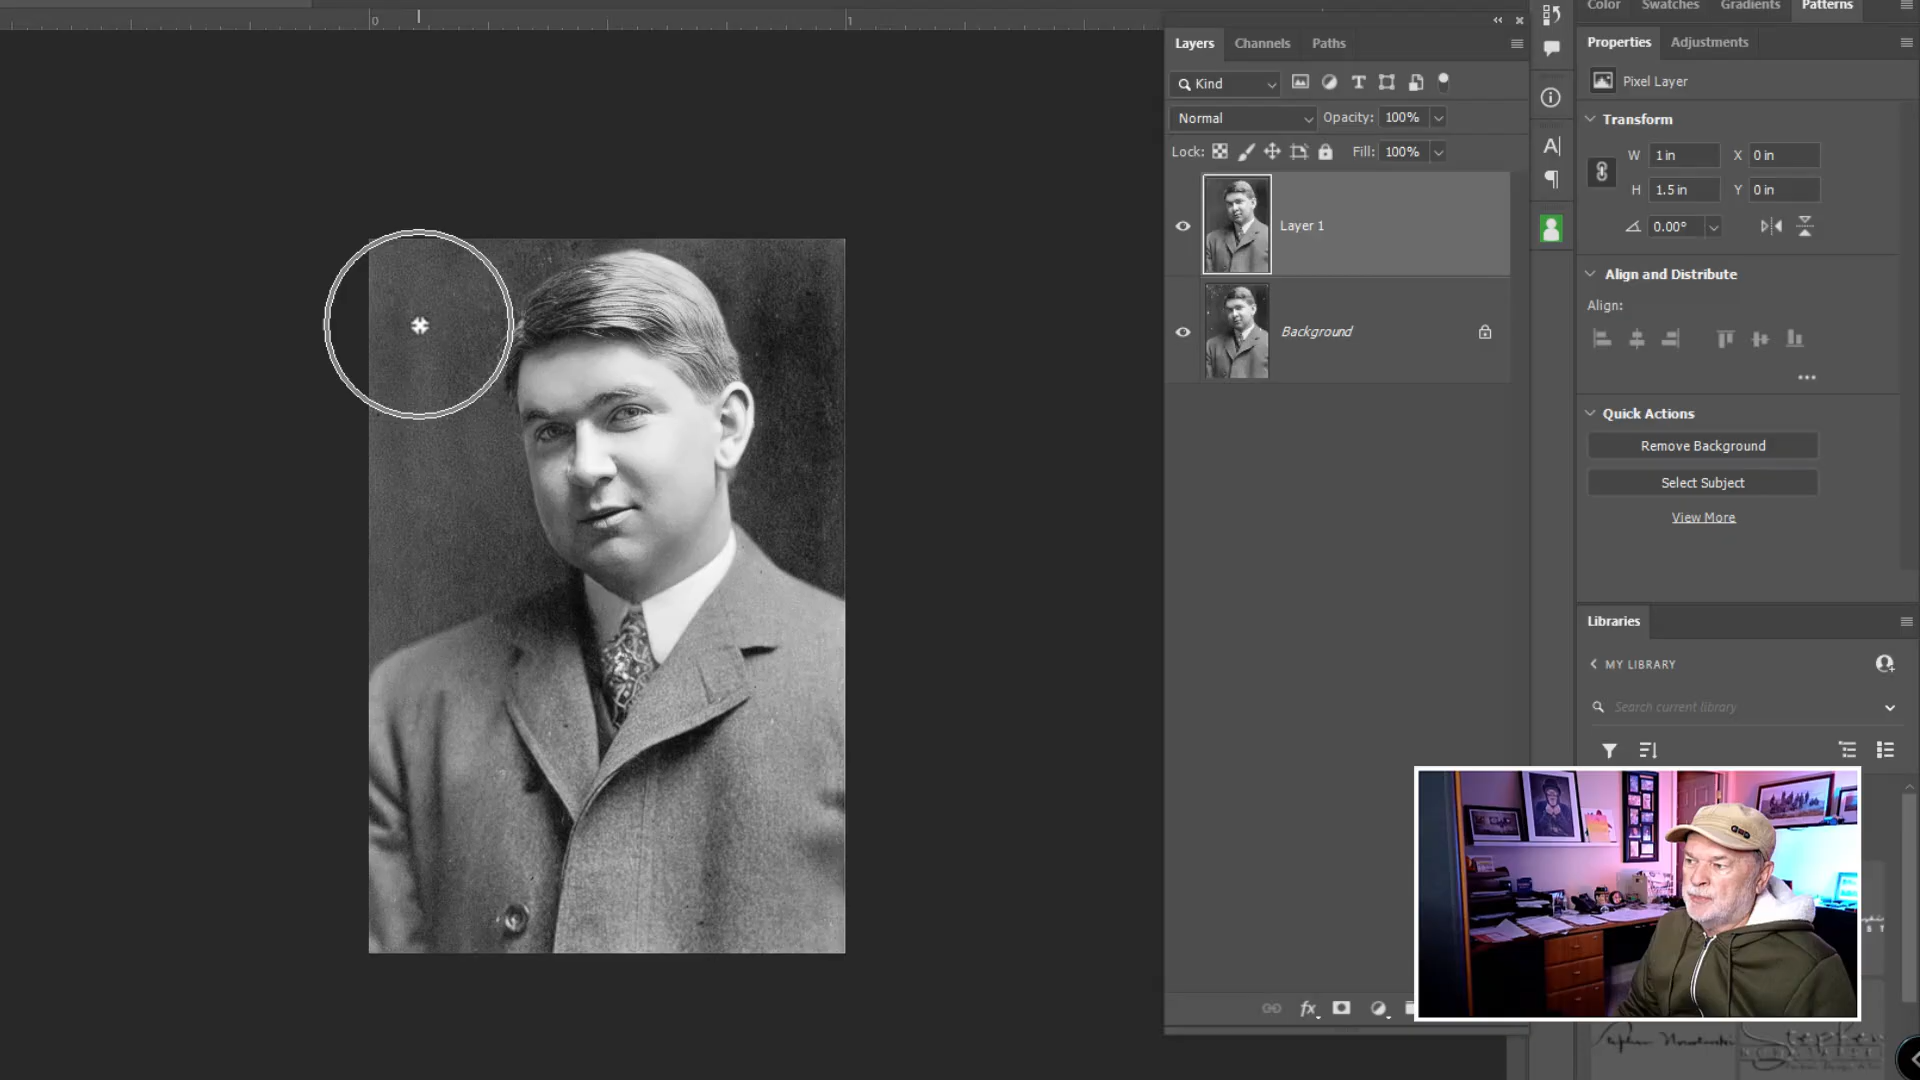 0
1
Layers Channels Paths
Kind
Normal Opacity: 100%
Lock: Fill: 100%
Layer 1
Background
Color Swatches Gradients Patterns
Properties Adjustments
Pixel Layer
Transform
W 1 in X 0 in
H 1.5 in Y 0 in
0.00°
Align and Distribute
Align:
Quick Actions
Remove Background
Select Subject
View More
Libraries
MY LIBRARY
Search current library